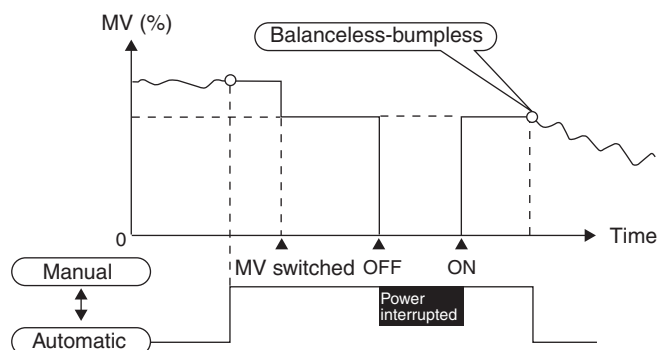 MV (%)
Balanceless-bumpless
0
Time
MV switched OFF ON
Manual
Power
interrupted
Automatic